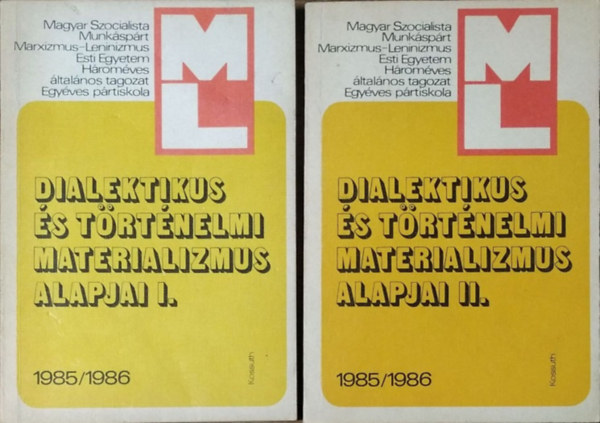 Magyar Szocialista
Munkáspárt
Marxizmus-Leninizmus
Esti Egyetem
Hároméves
általános tagozat
Egyéves pártiskola
M
L
DIALEKTIKUS
ÉS TÖRTÉNELMI
MATERIALIZMUS
ALAPJAI I.
1985/1986
Kossuth
Magyar Szocialista
Munkáspárt
Marxizmus-Leninizmus
Esti Egyetem
Hároméves
általános tagozat
Egyéves pártiskola
M
L
DIALEKTIKUS
ÉS TÖRTÉNELMI
MATERIALIZMUS
ALAPJAI II.
1985/1986
Kossuth